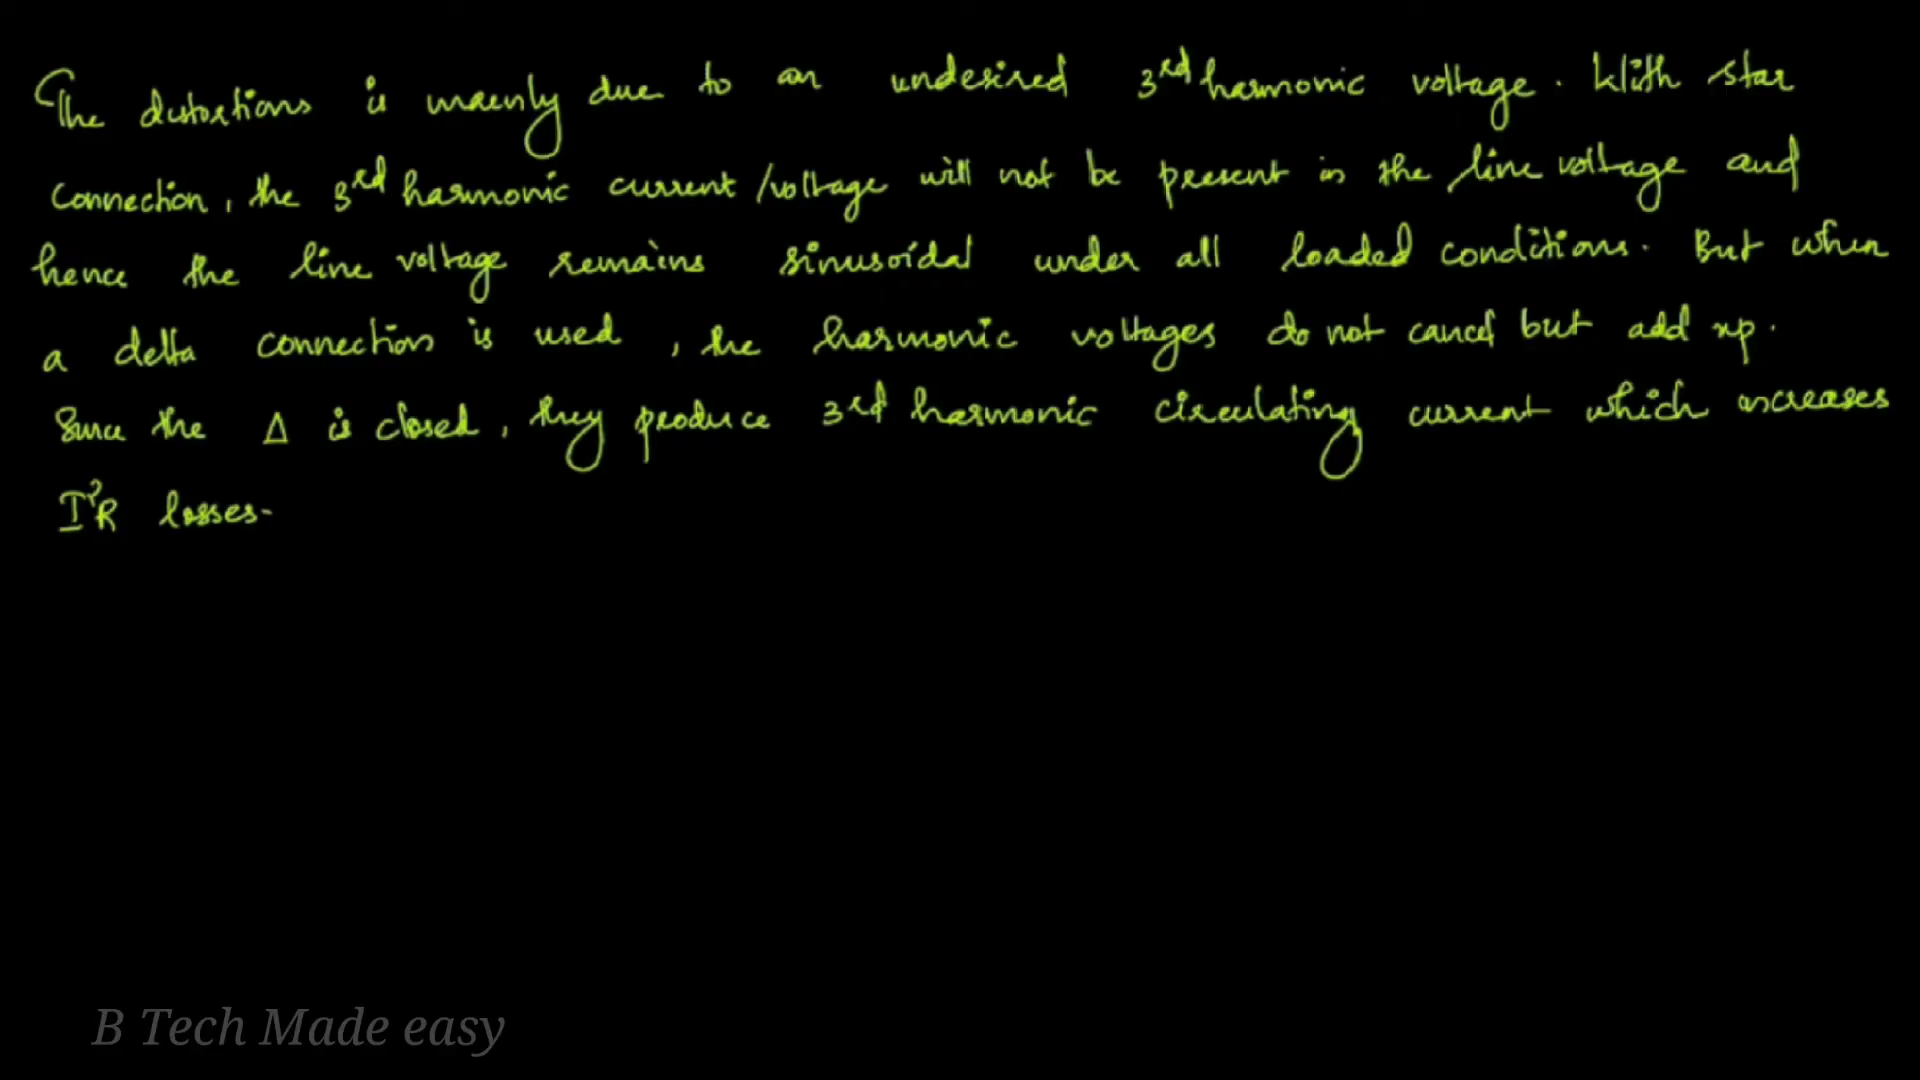 The distortions is mainly due to an undesired 3rd harmonic voltage. With star
connection, the 3rd harmonic current/voltage will not be present in the line voltage and
hence the line voltage remains sinusoidal under all loaded conditions. But when
a delta connection is used, the harmonic voltages do not cancel but add up.
Since the Δ is closed, they produce 3rd harmonic circulating current which increases
I²R losses.
B Tech Made easy